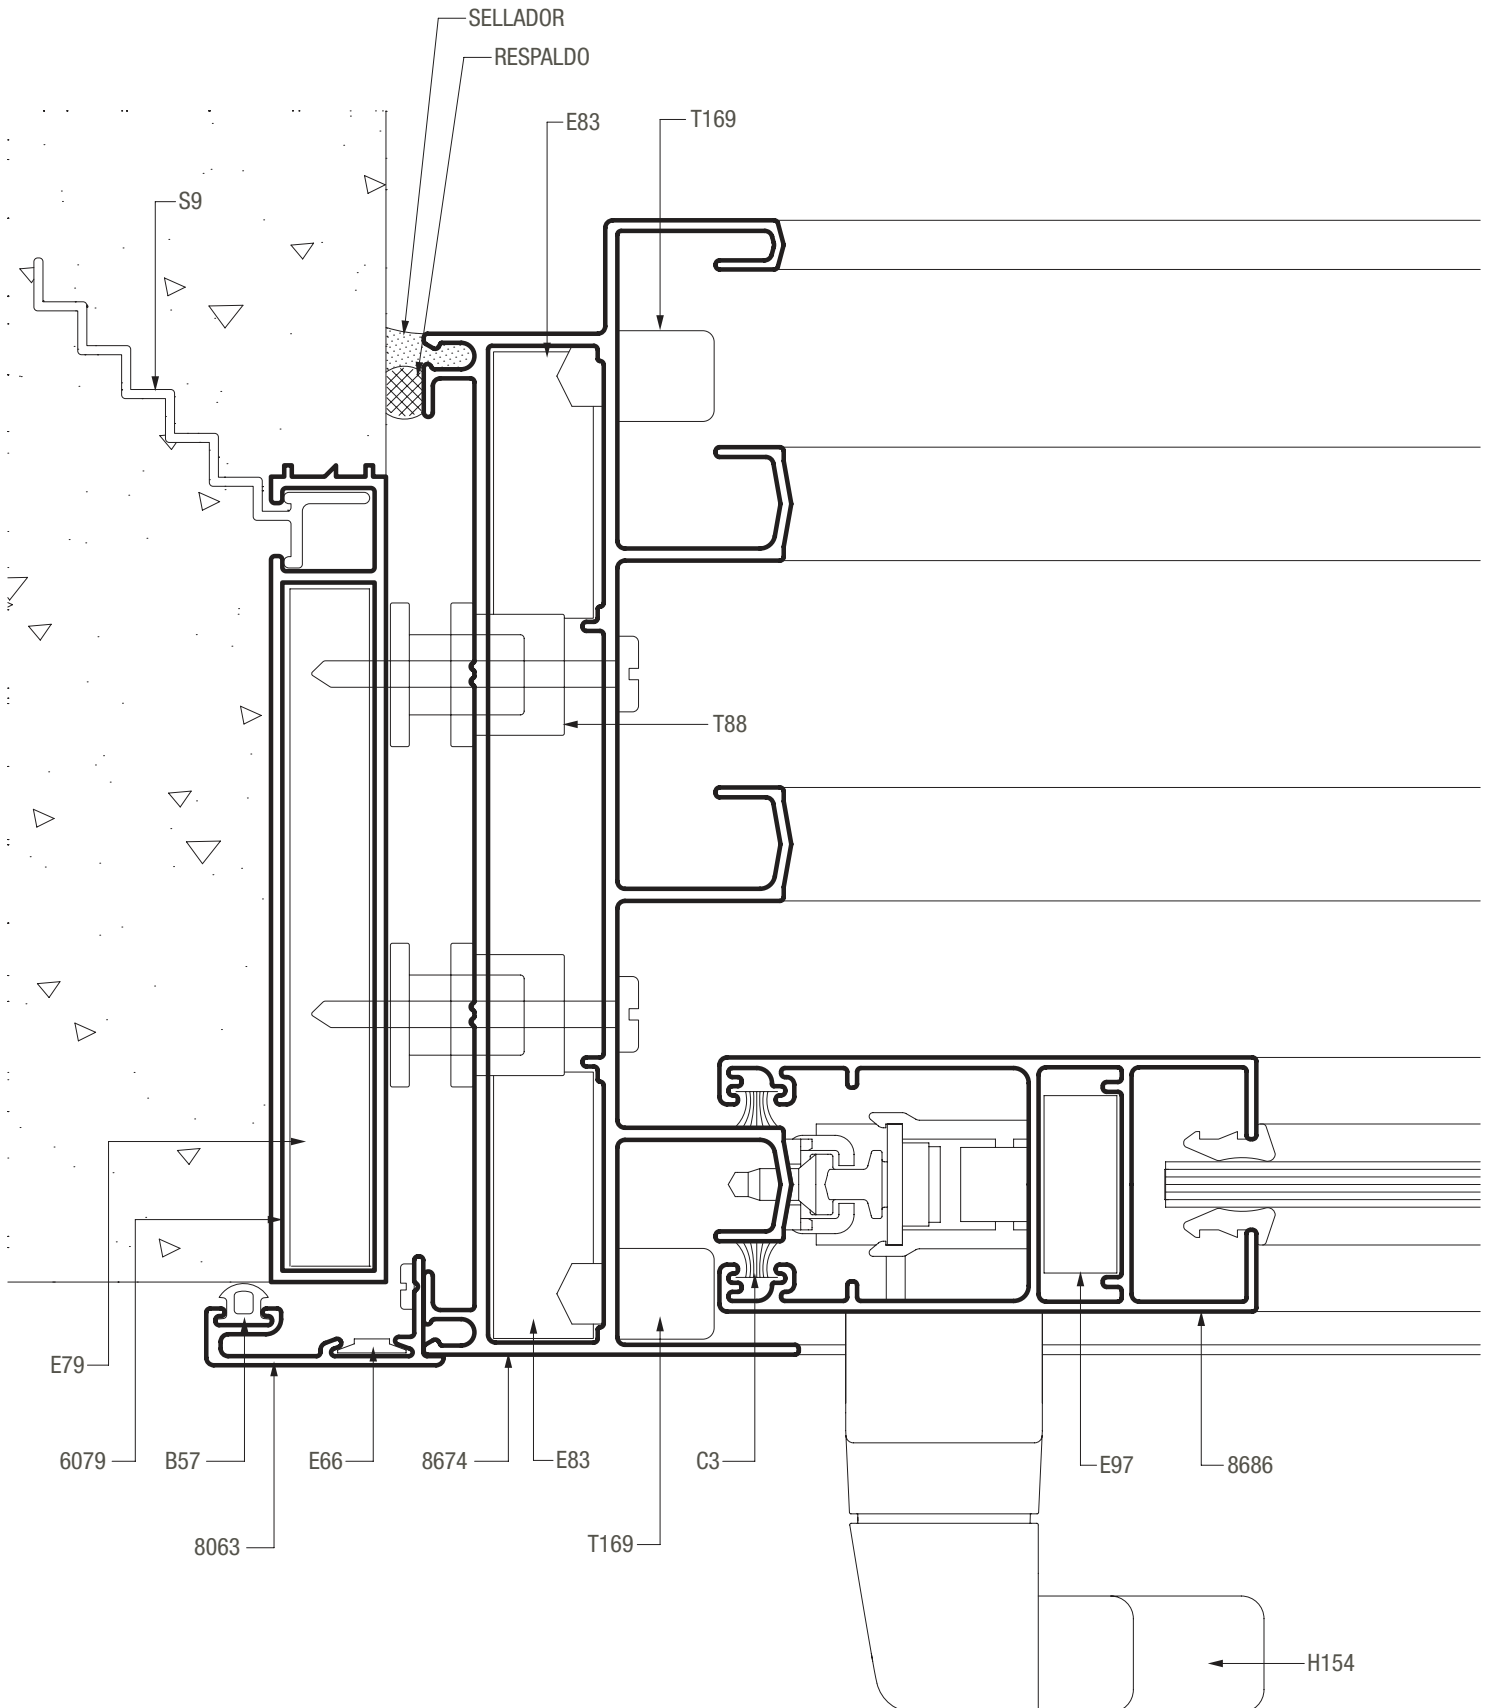 SELLADOR
RESPALDO
E83
T169
S9
T88
E79
6079
B57
E66
8674
E83
C3
E97
8686
8063
T169
H154